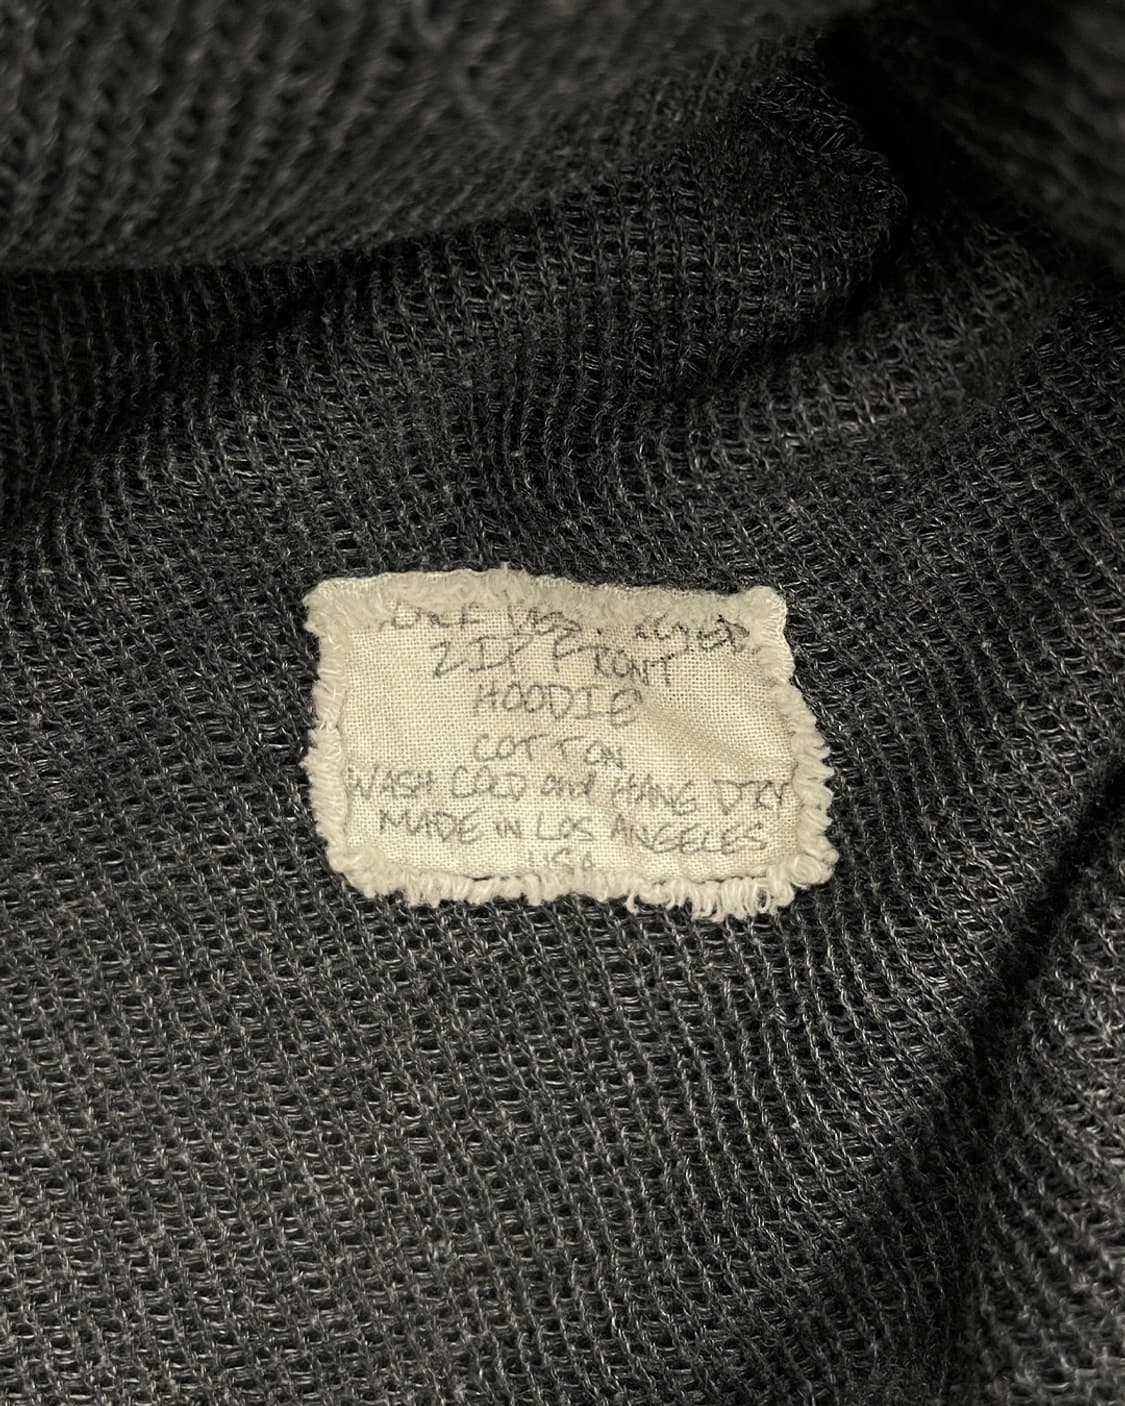 ZIP FRONT
HOODIE
COTTON
WASH COLD and HANG DRY
MADE IN LOS ANGELES
USA